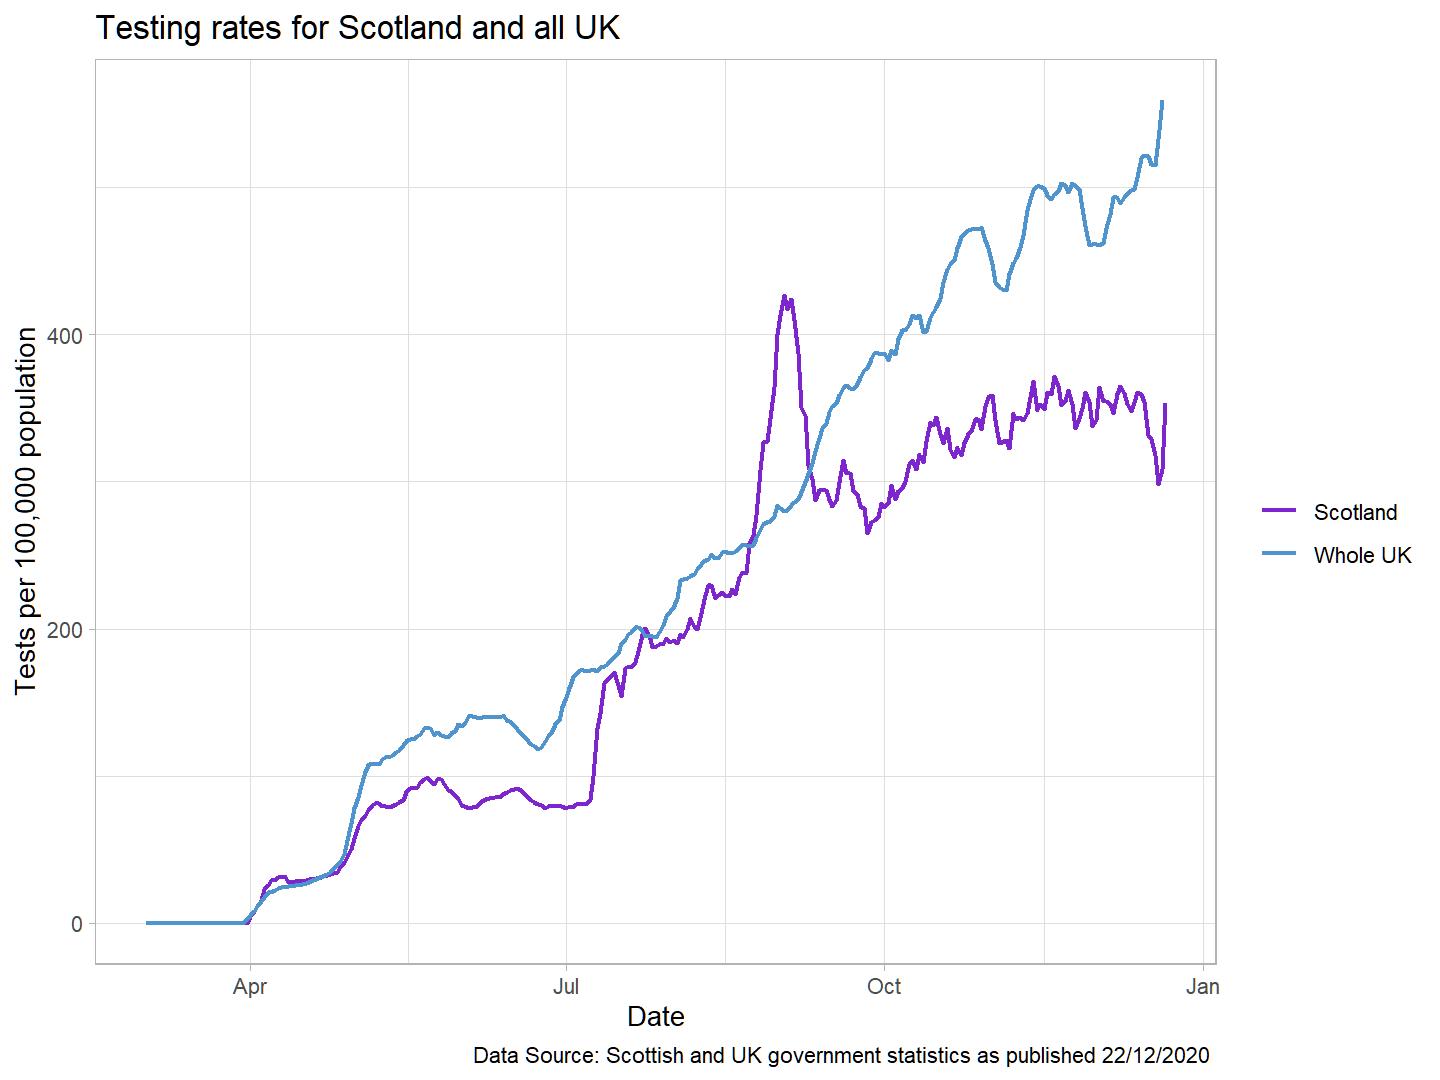 Testing rates for Scotland and all UK
Tests per 100,000 population
400
200
0
Apr
Jul
Oct
Jan
Date
Scotland
Whole UK
Data Source: Scottish and UK government statistics as published 22/12/2020